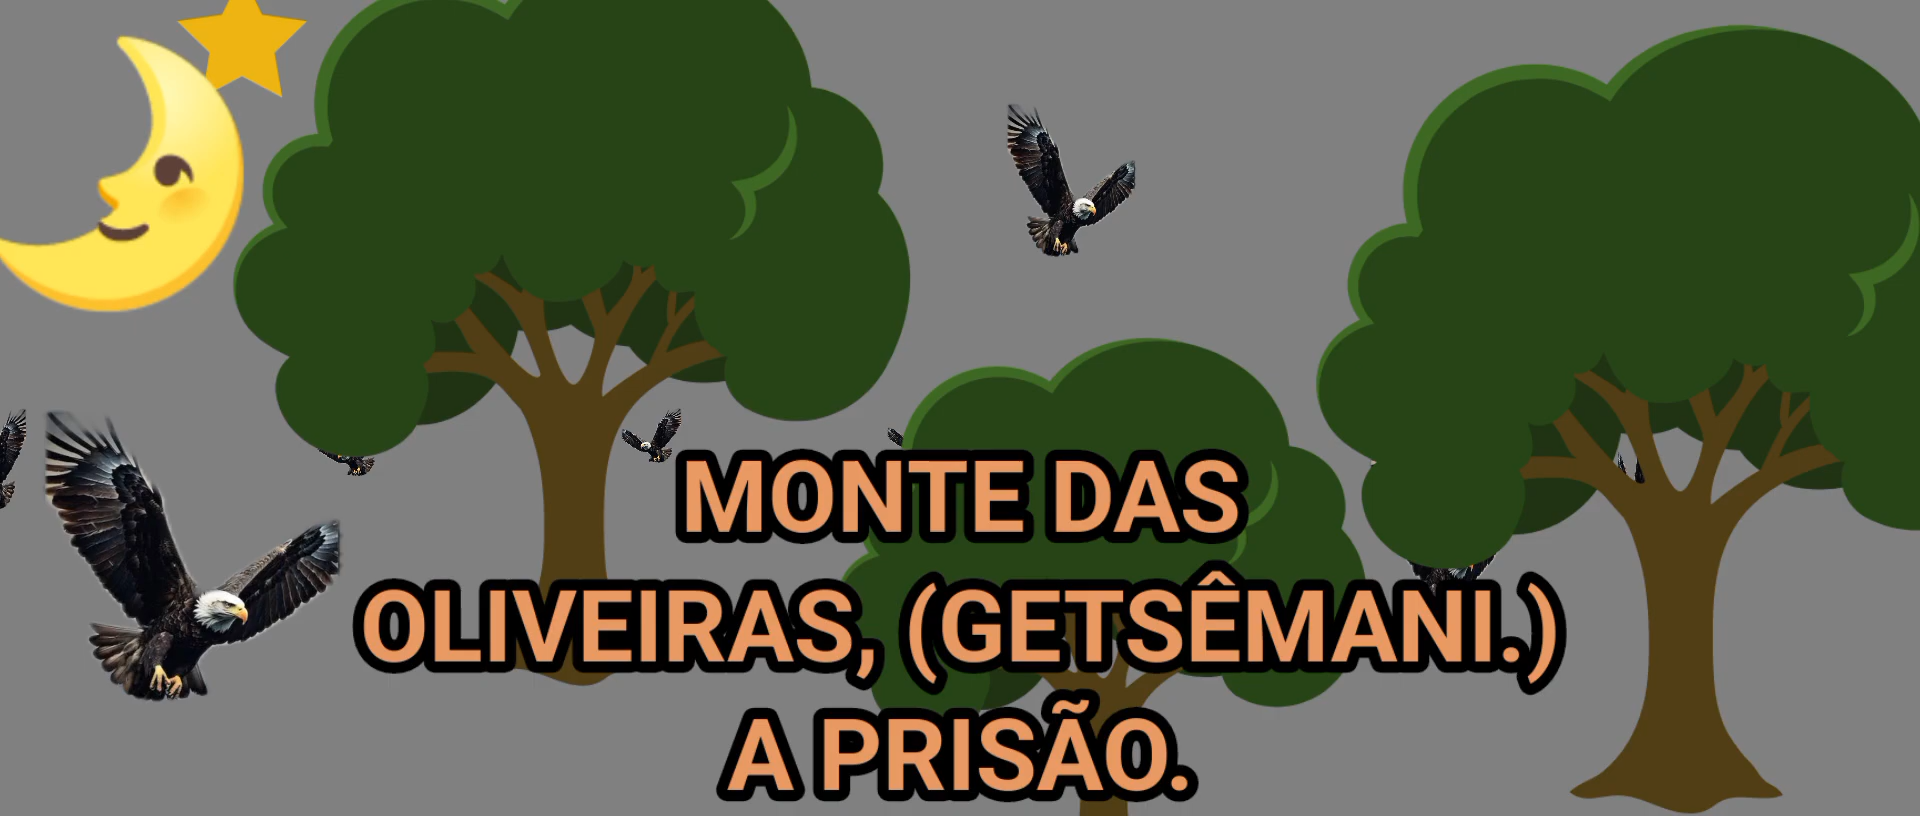 MONTE DAS
OLIVEIRAS, (GETSÊMANI.)
A PRISÃO.